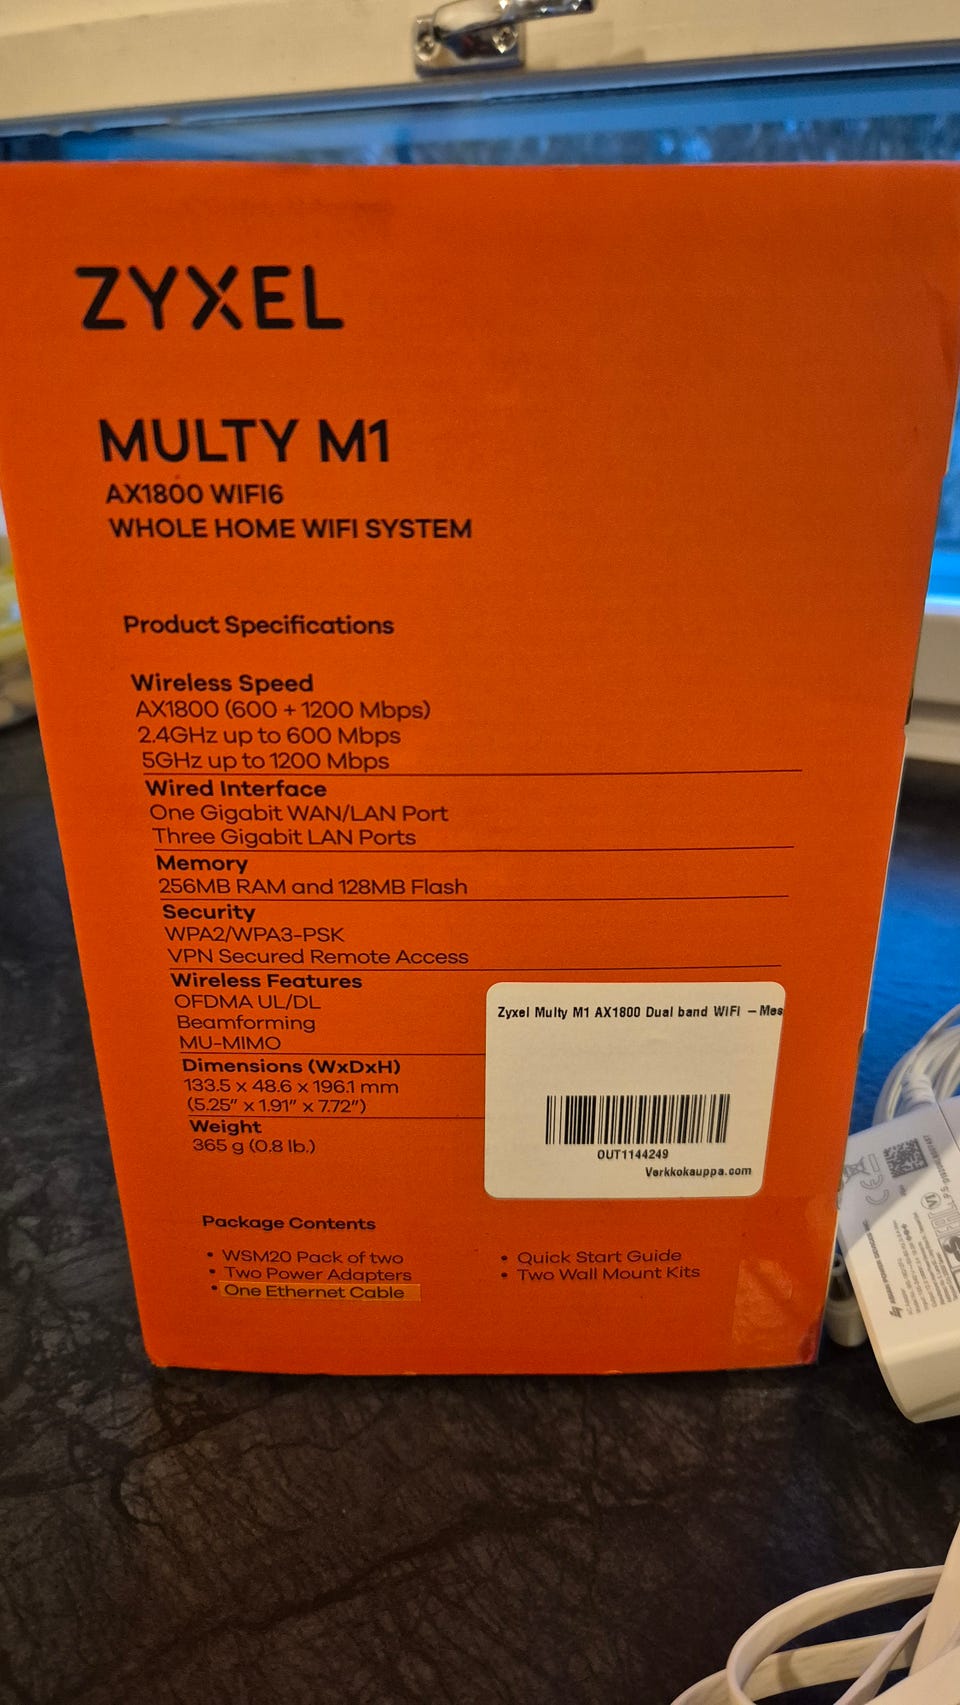 ZYXEL
MULTY M1
AX1800 WIFI6
WHOLE HOME WIFI SYSTEM
Product Specifications
Wireless Speed
AX1800 (600 + 1200 Mbps)
2.4GHz up to 600 Mbps
5GHz up to 1200 Mbps
Wired Interface
One Gigabit WAN/LAN Port
Three Gigabit LAN Ports
Memory
256MB RAM and 128MB Flash
Security
WPA2/WPA3-PSK
VPN Secured Remote Access
Wireless Features
OFDMA UL/DL
Beamforming
MU-MIMO
Dimensions (WxDxH)
133.5 x 48.6 x 196.1 mm
(5.25" x 1.91" x 7.72")
Weight
365 g (0.8 lb.)
Zyxel Multy M1 AX1800 Dual band WiFi – Mes
OUT1144249
Verkkokauppa.com
Package Contents
• WSM20 Pack of two
• Two Power Adapters
• One Ethernet Cable
• Quick Start Guide
• Two Wall Mount Kits